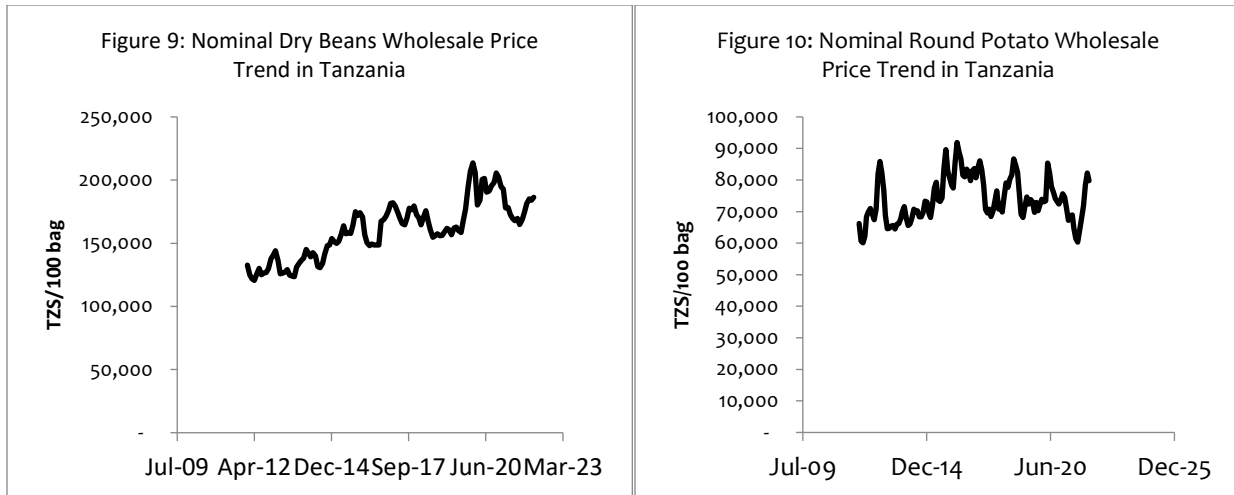 Figure 9: Nominal Dry Beans Wholesale Price
Trend in Tanzania
250,000
200,000
150,000
100,000
50,000
-
TZS/100 bag
Jul-09 Apr-12 Dec-14 Sep-17 Jun-20 Mar-23
Figure 10: Nominal Round Potato Wholesale
Price Trend in Tanzania
100,000
90,000
80,000
70,000
60,000
50,000
40,000
30,000
20,000
10,000
-
TZS/100 bag
Jul-09 Dec-14 Jun-20 Dec-25